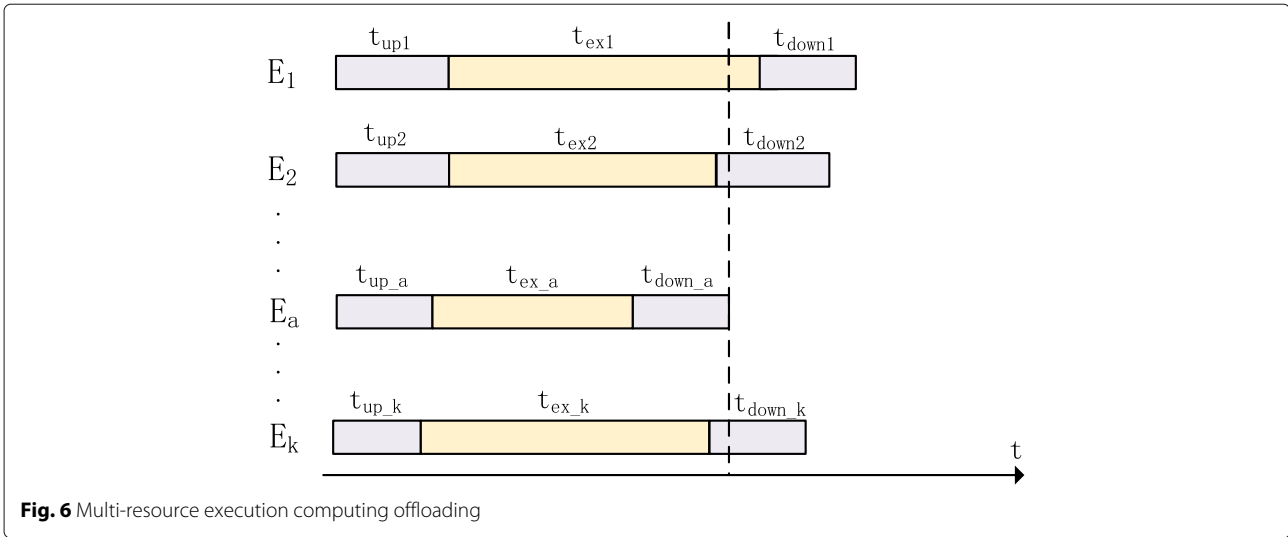 t_up1 t_ex1 t_down1
E_1
t_up2 t_ex2 t_down2
E_2
t_up_a t_ex_a t_down_a
E_a
t_up_k t_ex_k t_down_k
E_k
t
Fig. 6 Multi-resource execution computing offloading